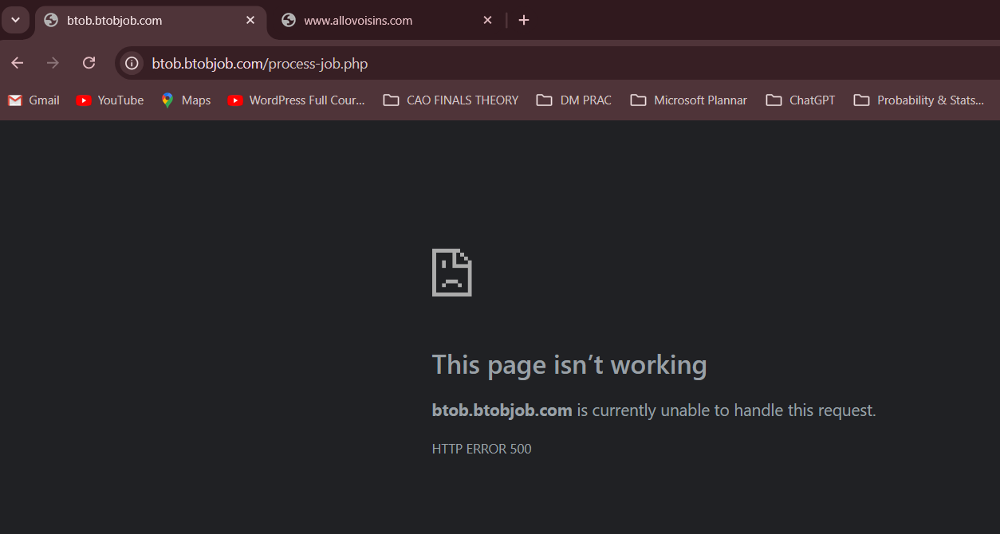 btob.btobjob.com
www.allovoisins.com
btob.btobjob.com/process-job.php
Gmail YouTube Maps WordPress Full Cour... CAO FINALS THEORY DM PRAC Microsoft Plannar ChatGPT Probability & Stats...
This page isn’t working
btob.btobjob.com is currently unable to handle this request.
HTTP ERROR 500